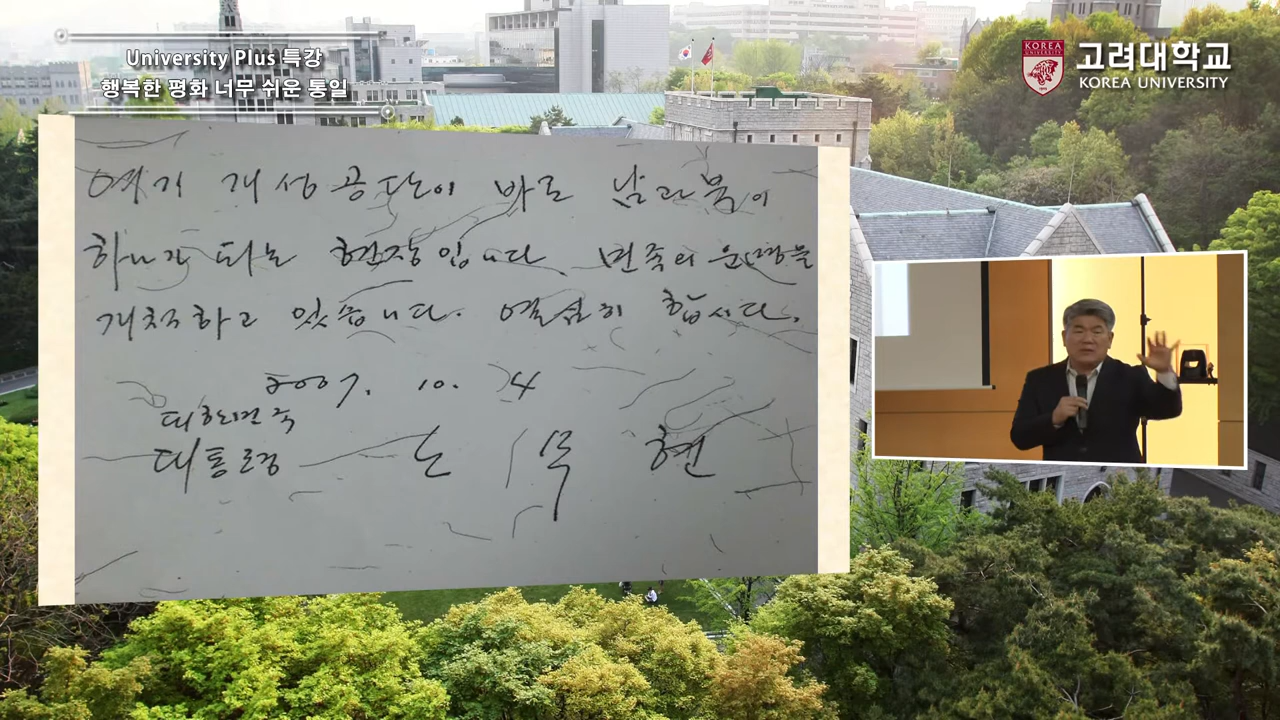 University Plus 특강
행복한 평화 너무 쉬운 통일
KOREA
UNIVERSITY
고려대학교
KOREA UNIVERSITY
여기 개성공단이 바로 남과북이
하나가 되는 현장입니다. 민족의 운명을
개척하고 있습니다. 열심히 합시다.
2007. 10. 4
대한민국
대통령 노 무 현